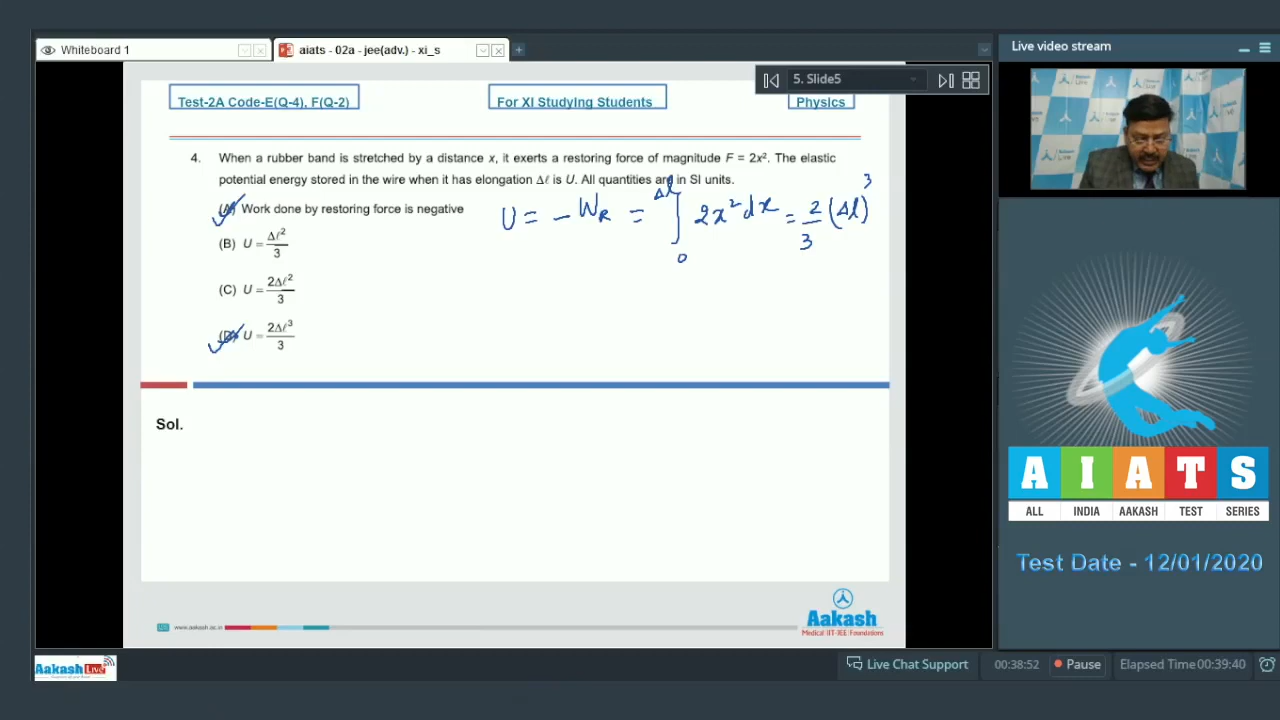 Whiteboard 1
aiats - 02a - jee(adv.) - xi_s
Live video stream
5. Slide5
Test-2A Code-E(Q-4), F(Q-2)
For XI Studying Students
Physics
4. When a rubber band is stretched by a distance x, it exerts a restoring force of magnitude F = 2x². The elastic
potential energy stored in the wire when it has elongation Δℓ is U. All quantities are in SI units.
(A) Work done by restoring force is negative
(B) U = Δℓ²/3
(C) U = 2Δℓ²/3
(D) U = 2Δℓ³/3
U = - W_R = ∫₀^Δl 2x² dx = 2/3 (Δl)³
Sol.
www.aakash.ac.in
Aakash
Medical | IIT-JEE | Foundations
A I A T S
ALL INDIA AAKASH TEST SERIES
Test Date - 12/01/2020
Aakash Live
Live Chat Support
00:38:52
Pause
Elapsed Time 00:39:40